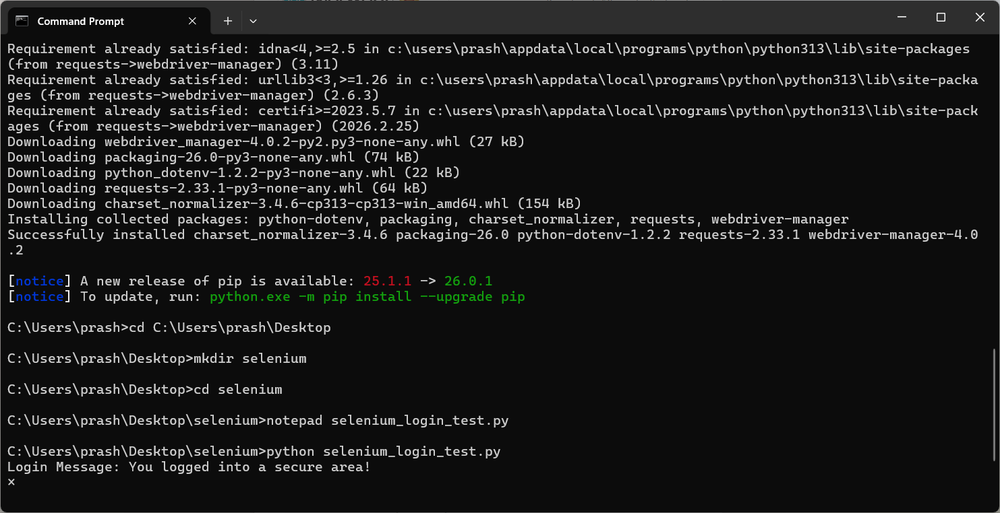 Command Prompt
Requirement already satisfied: idna<4,>=2.5 in c:\users\prash\appdata\local\programs\python\python313\lib\site-packages
(from requests->webdriver-manager) (3.11)
Requirement already satisfied: urllib3<3,>=1.26 in c:\users\prash\appdata\local\programs\python\python313\lib\site-packa
ges (from requests->webdriver-manager) (2.6.3)
Requirement already satisfied: certifi>=2023.5.7 in c:\users\prash\appdata\local\programs\python\python313\lib\site-pack
ages (from requests->webdriver-manager) (2026.2.25)
Downloading webdriver_manager-4.0.2-py2.py3-none-any.whl (27 kB)
Downloading packaging-26.0-py3-none-any.whl (74 kB)
Downloading python_dotenv-1.2.2-py3-none-any.whl (22 kB)
Downloading requests-2.33.1-py3-none-any.whl (64 kB)
Downloading charset_normalizer-3.4.6-cp313-cp313-win_amd64.whl (154 kB)
Installing collected packages: python-dotenv, packaging, charset_normalizer, requests, webdriver-manager
Successfully installed charset_normalizer-3.4.6 packaging-26.0 python-dotenv-1.2.2 requests-2.33.1 webdriver-manager-4.0
.2
[notice] A new release of pip is available: 25.1.1 -> 26.0.1
[notice] To update, run: python.exe -m pip install --upgrade pip
C:\Users\prash>cd C:\Users\prash\Desktop
C:\Users\prash\Desktop>mkdir selenium
C:\Users\prash\Desktop>cd selenium
C:\Users\prash\Desktop\selenium>notepad selenium_login_test.py
C:\Users\prash\Desktop\selenium>python selenium_login_test.py
Login Message: You logged into a secure area!
×